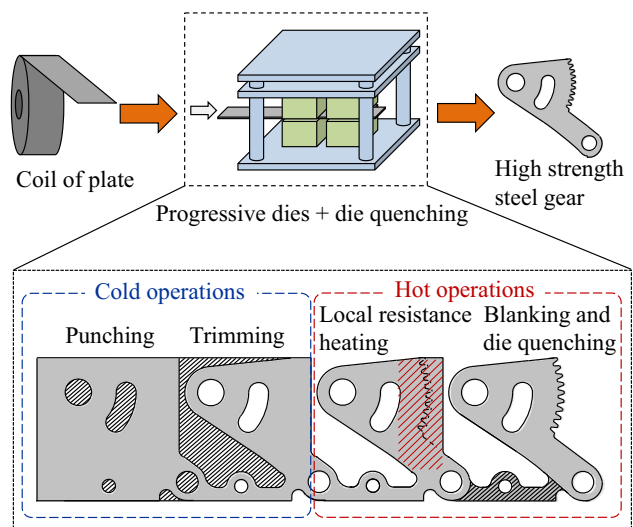 Coil of plate
Progressive dies + die quenching
High strength
steel gear
Cold operations
Hot operations
Punching
Trimming
Local resistance
heating
Blanking and
die quenching